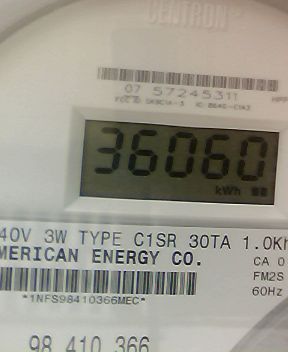 CENTRON
07 57245311
36060
kWh
40V 3W TYPE C1SR 30TA 1.0Kh
MERICAN ENERGY CO.
CA 0
FM2S
*1NFS98410366MEC*
60Hz
98 410 366